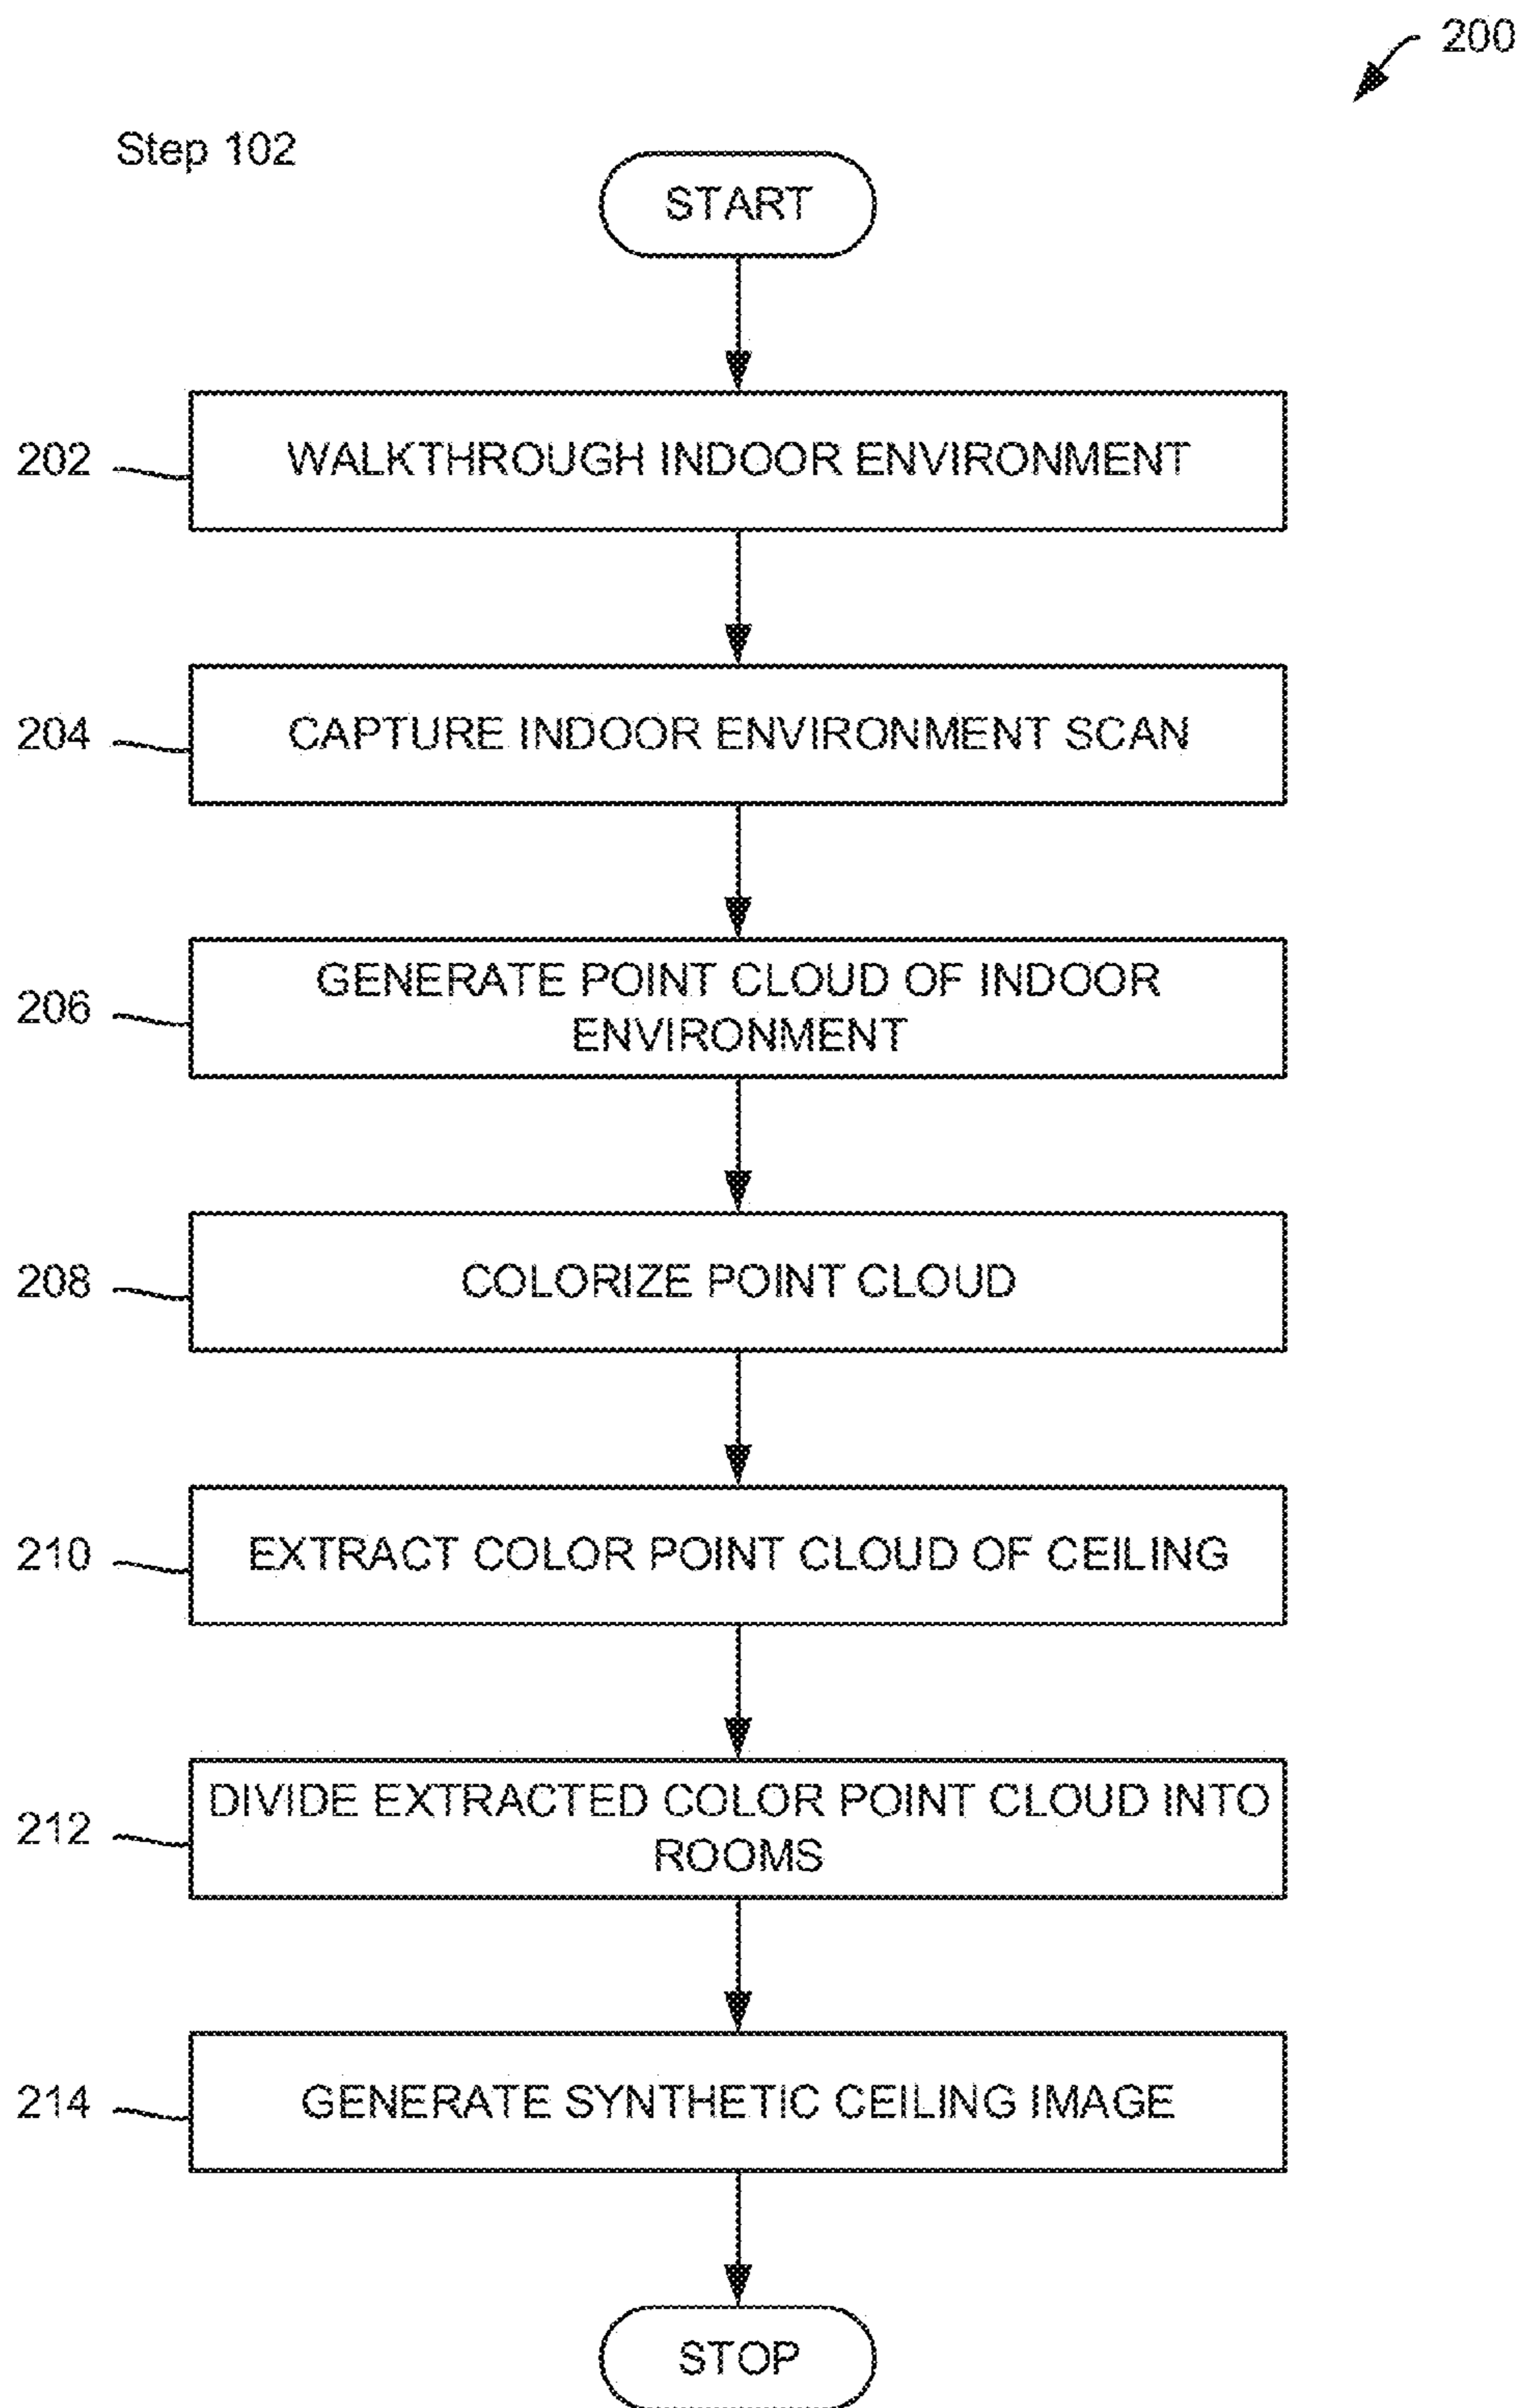 200
Step 102
START
202
WALKTHROUGH INDOOR ENVIRONMENT
204
CAPTURE INDOOR ENVIRONMENT SCAN
206
GENERATE POINT CLOUD OF INDOOR
ENVIRONMENT
208
COLORIZE POINT CLOUD
210
EXTRACT COLOR POINT CLOUD OF CEILING
212
DIVIDE EXTRACTED COLOR POINT CLOUD INTO
ROOMS
214
GENERATE SYNTHETIC CEILING IMAGE
STOP